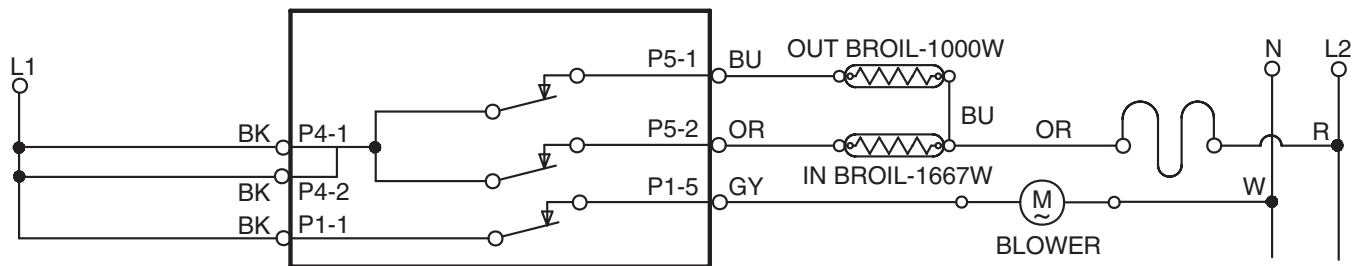 L1
BK
BK
BK
P4-1
P4-2
P1-1
P5-1
P5-2
P1-5
BU
OR
GY
OUT BROIL-1000W
BU
IN BROIL-1667W
OR
M
~
BLOWER
N
L2
R
W